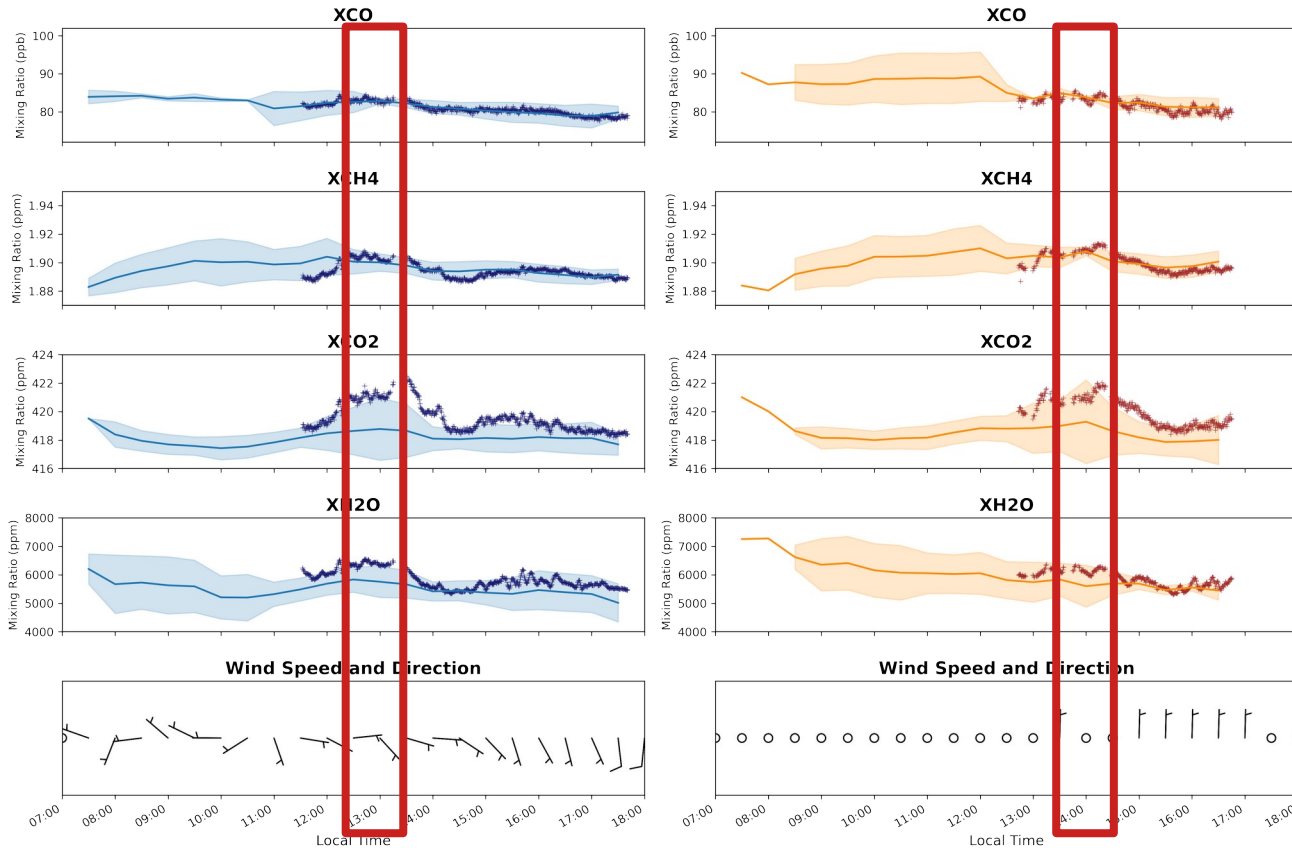 XCO
Mixing Ratio (ppb)
100
90
80
XCH4
Mixing Ratio (ppm)
1.94
1.92
1.90
1.88
XCO2
Mixing Ratio (ppm)
424
422
420
418
416
XH2O
Mixing Ratio (ppm)
8000
6000
5000
4000
Wind Speed and Direction
07:00
08:00
09:00
10:00
11:00
12:00
13:00
14:00
15:00
16:00
17:00
18:00
Local Time
XCO
Mixing Ratio (ppb)
100
90
80
XCH4
Mixing Ratio (ppm)
1.94
1.92
1.90
1.88
XCO2
Mixing Ratio (ppm)
424
422
420
418
416
XH2O
Mixing Ratio (ppm)
8000
7000
6000
5000
4000
Wind Speed and Direction
07:00
08:00
09:00
10:00
11:00
12:00
13:00
14:00
15:00
16:00
17:00
Local Time